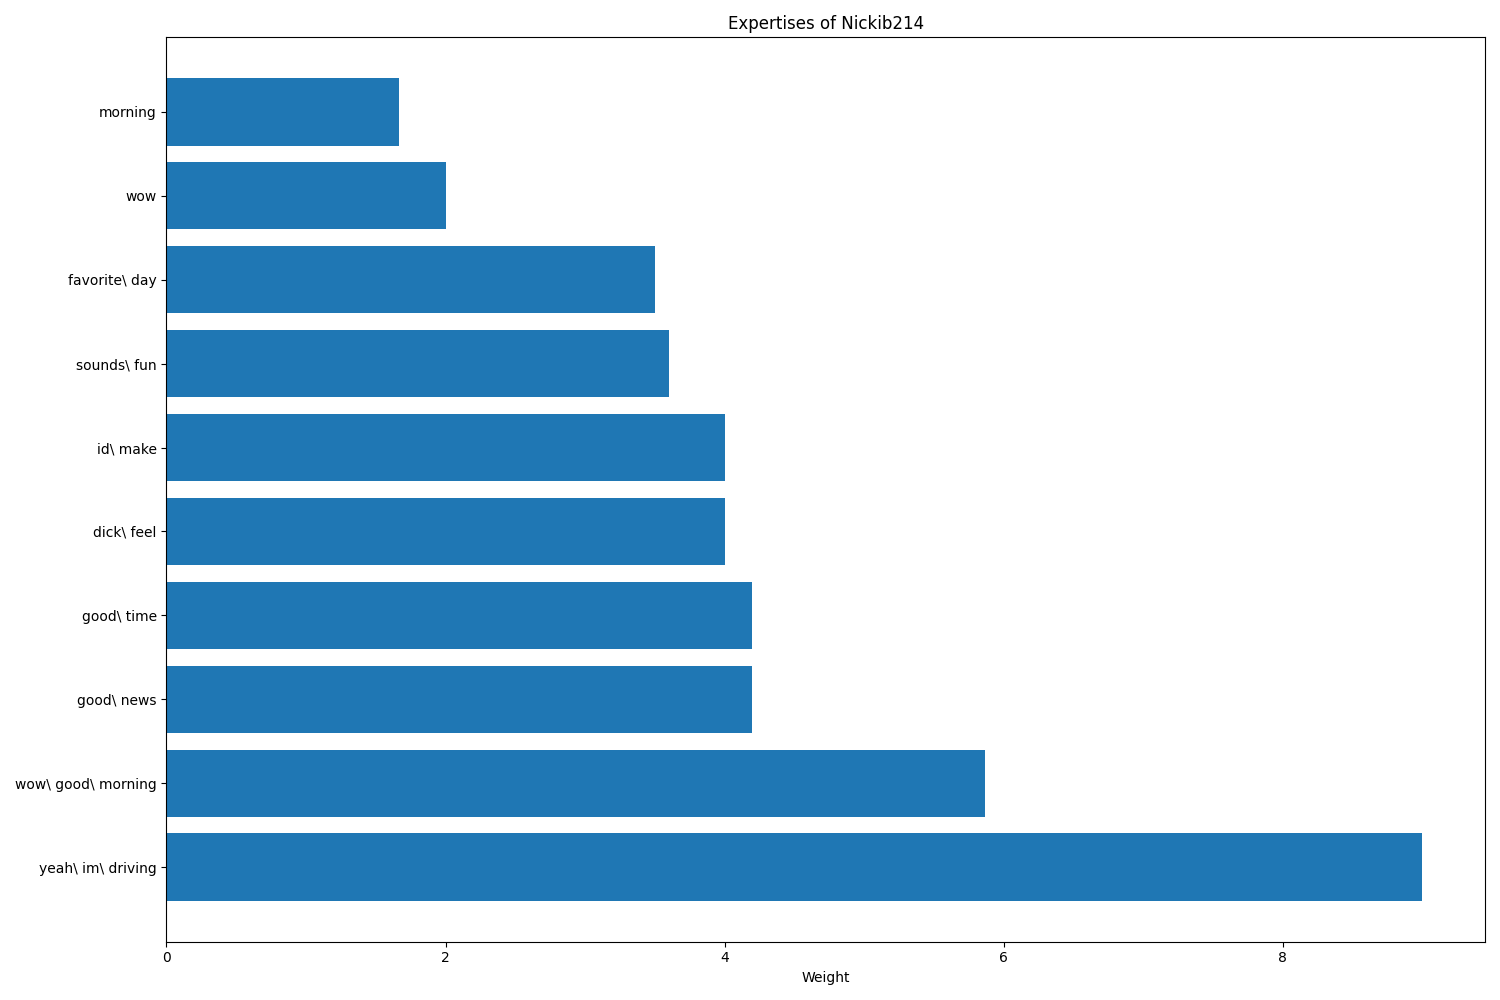 Expertises of Nickib214
morning
wow
favorite\ day
sounds\ fun
id\ make
dick\ feel
good\ time
good\ news
wow\ good\ morning
yeah\ im\ driving
0 2 4 6 8
Weight